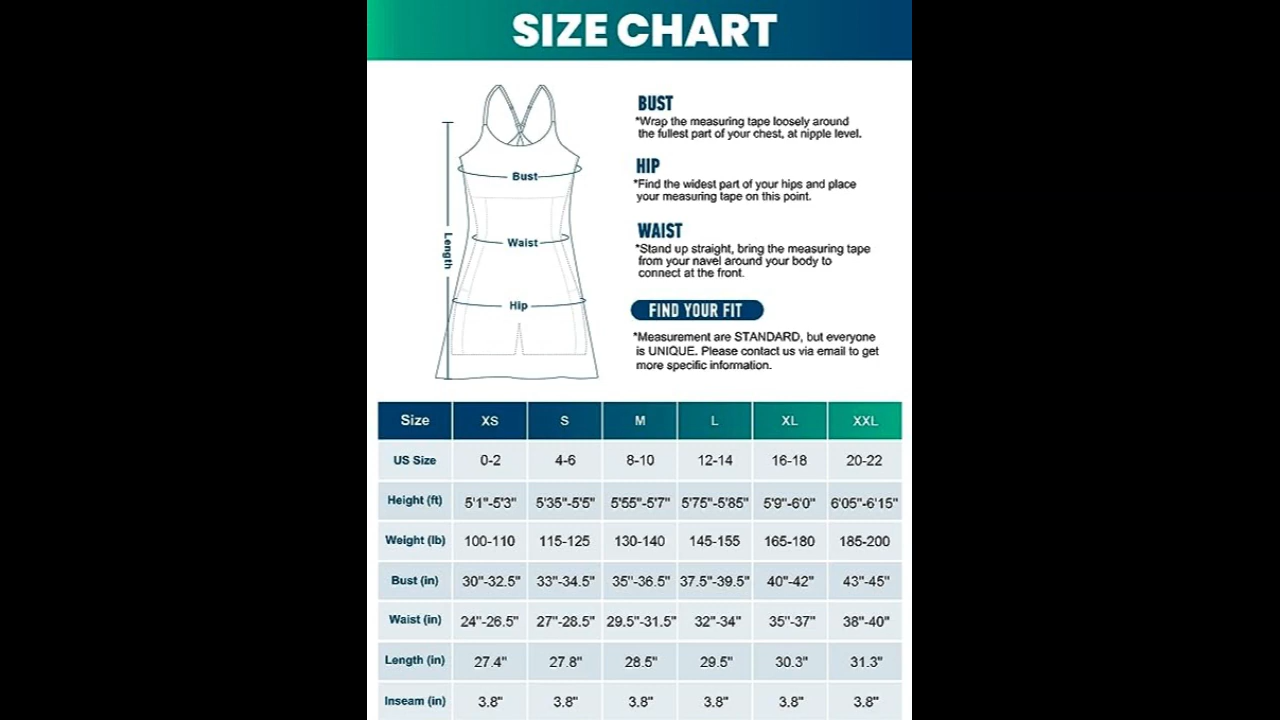 SIZE CHART
BUST
*Wrap the measuring tape loosely around
the fullest part of your chest, at nipple level.
HIP
*Find the widest part of your hips and place
your measuring tape on this point.
WAIST
*Stand up straight, bring the measuring tape
from your navel around your body to
connect at the front.
FIND YOUR FIT
*Measurement are STANDARD, but everyone
is UNIQUE. Please contact us via email to get
more specific information.
Bust
Waist
Length
Hip
Size XS S M L XL XXL
US Size 0-2 4-6 8-10 12-14 16-18 20-22
Height (ft) 5'1"-5'3" 5'35"-5'5" 5'55"-5'7" 5'75"-5'85" 5'9"-6'0" 6'05"-6'15"
Weight (lb) 100-110 115-125 130-140 145-155 165-180 185-200
Bust (in) 30"-32.5" 33"-34.5" 35"-36.5" 37.5"-39.5" 40"-42" 43"-45"
Waist (in) 24"-26.5" 27"-28.5" 29.5"-31.5" 32"-34" 35"-37" 38"-40"
Length (in) 27.4" 27.8" 28.5" 29.5" 30.3" 31.3"
Inseam (in) 3.8" 3.8" 3.8" 3.8" 3.8" 3.8"